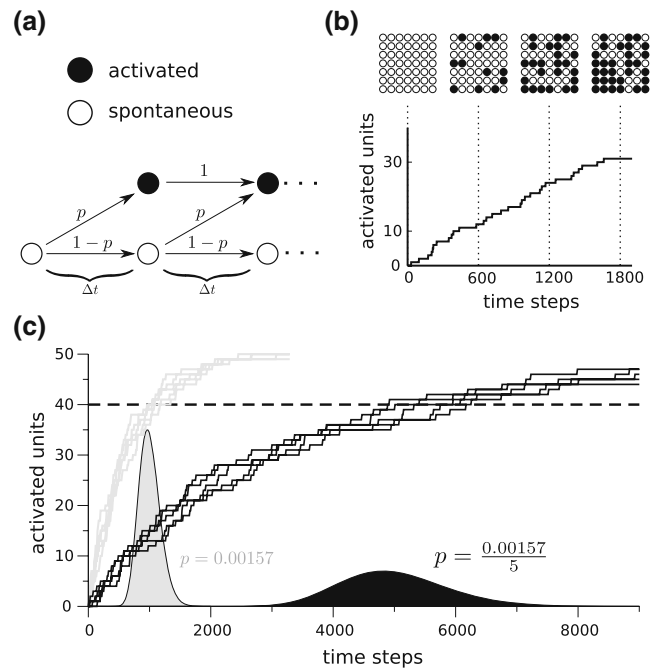 (a)
activated
spontaneous
1
p p
1 − p 1 − p
Δt Δt
(b)
activated units
30
10
0
0 600 1200 1800
time steps
(c)
activated units
50
40
30
20
10
0
p = 0.00157
p = 0.00157/5
0 2000 4000 6000 8000
time steps